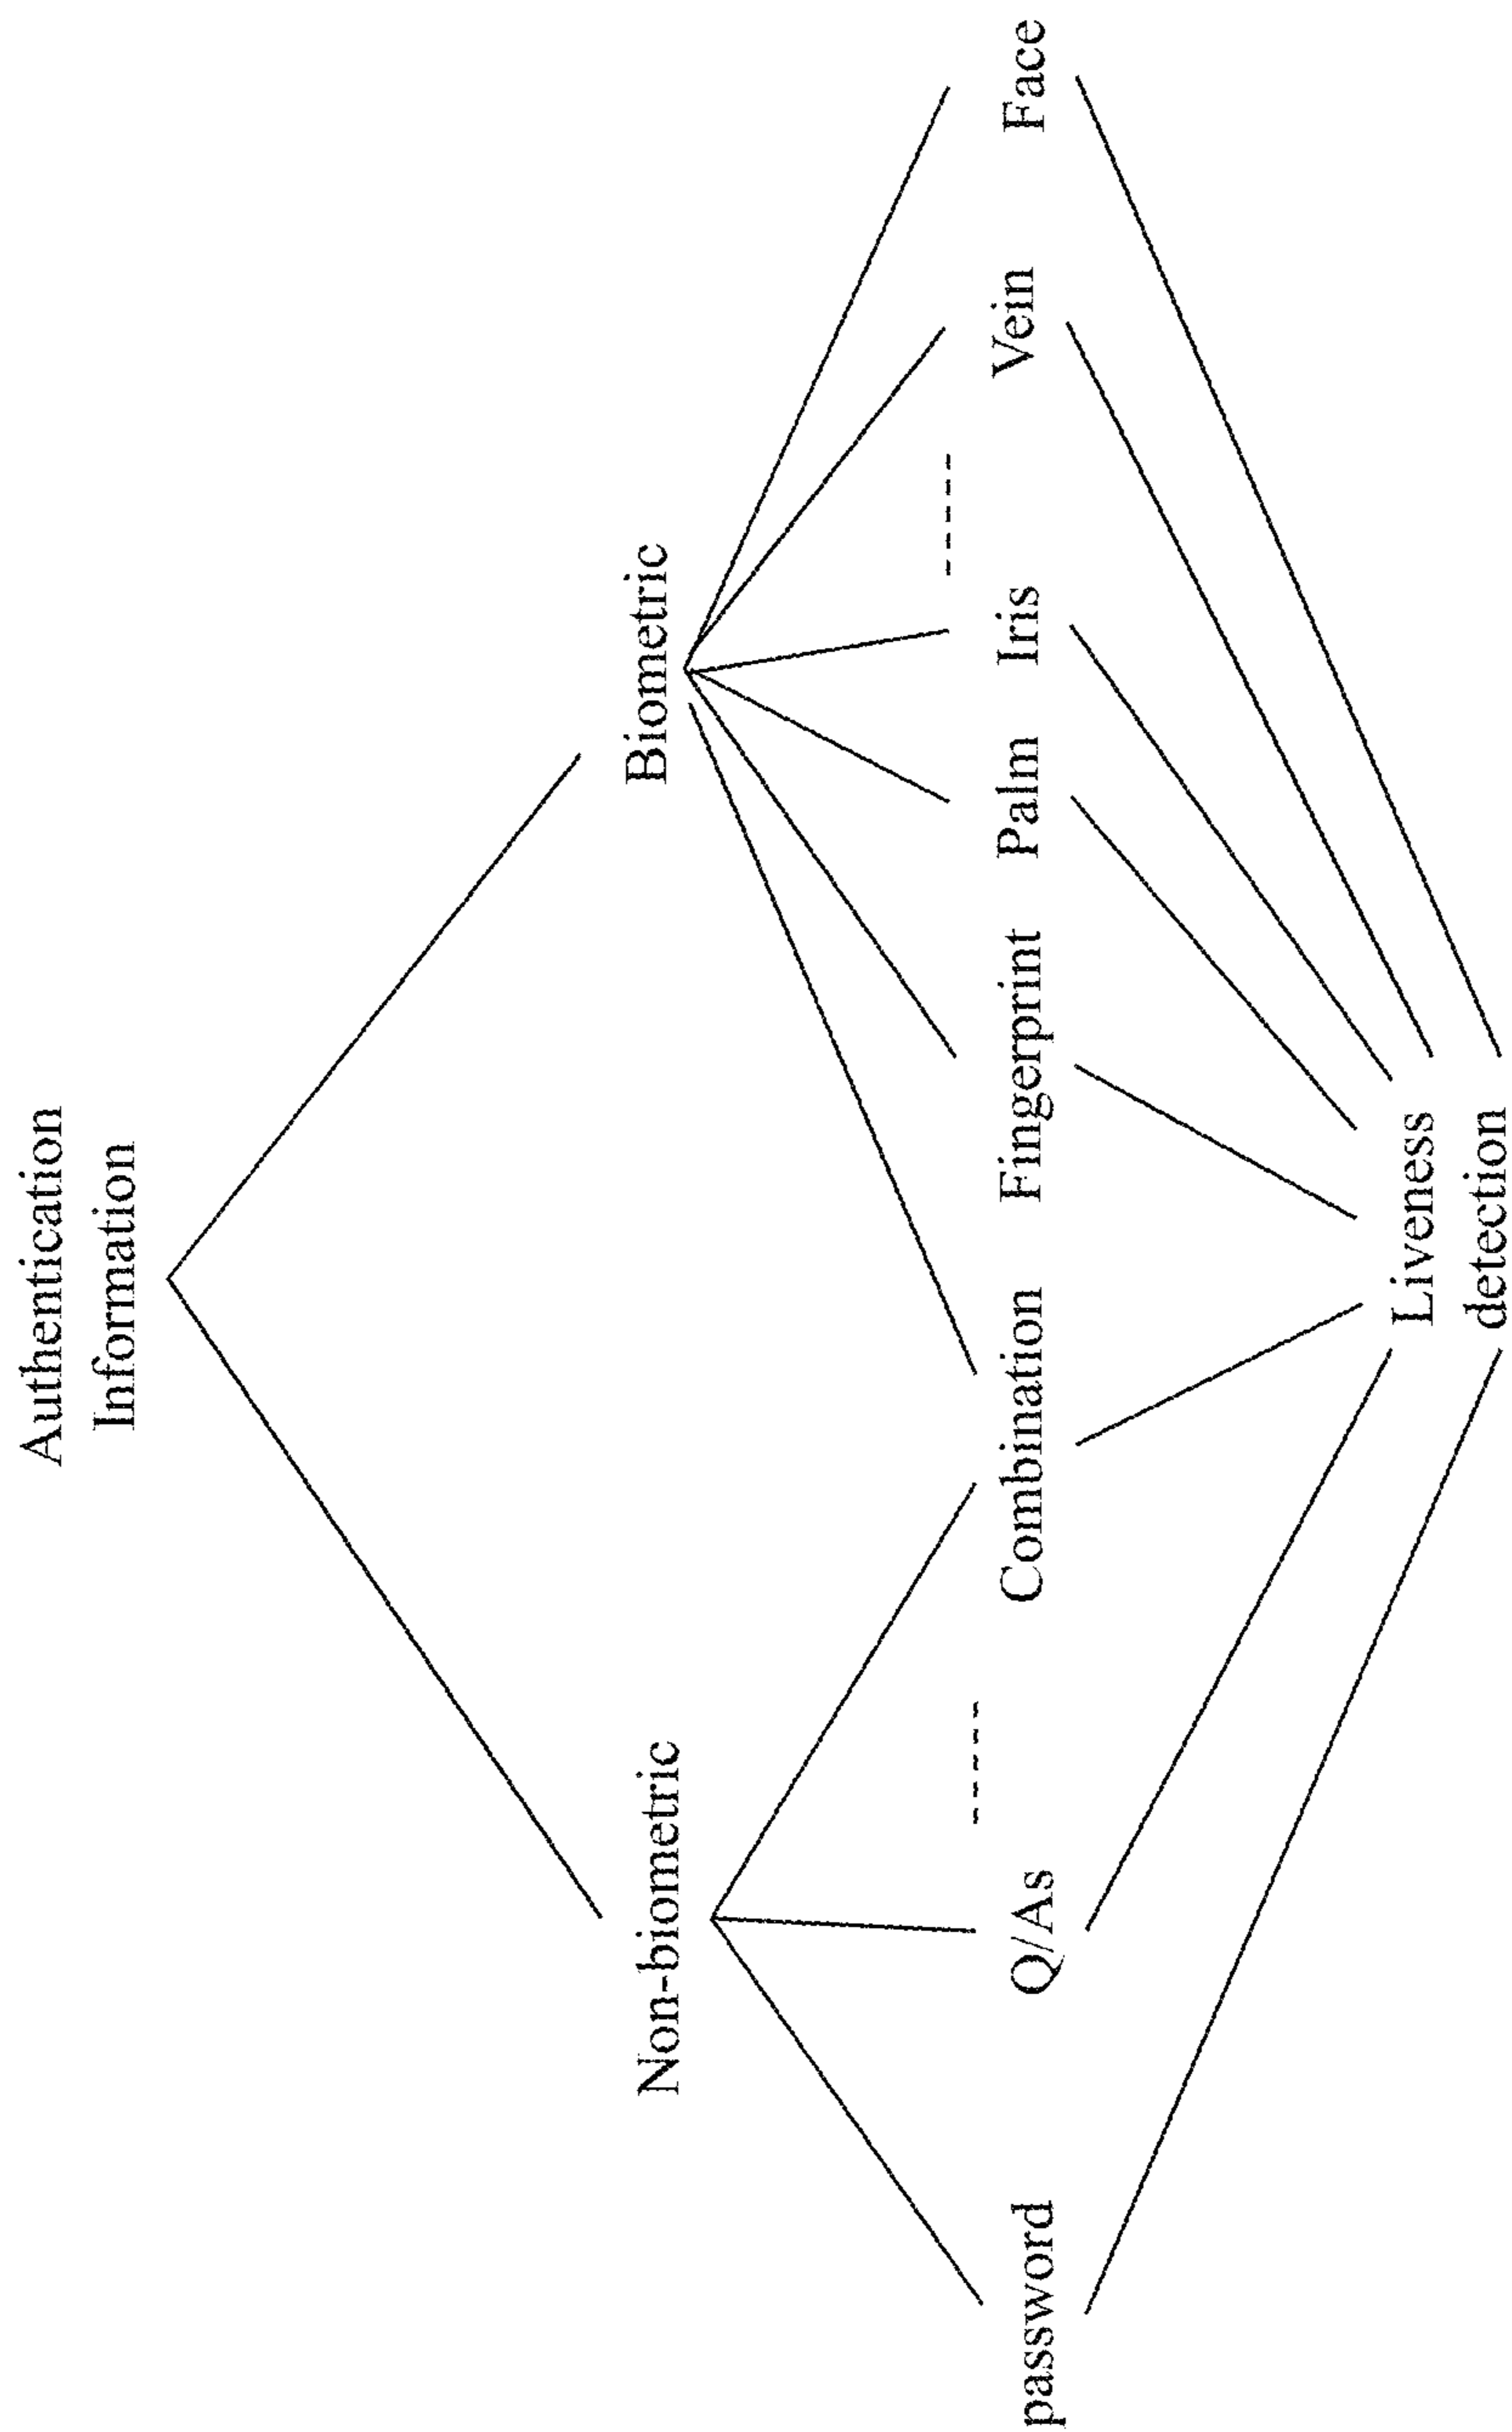 Authentication
Information
Non-biometric
Biometric
password
Q/As
Combination
Fingerprint
Palm
Iris
Vein
Face
Liveness
detection